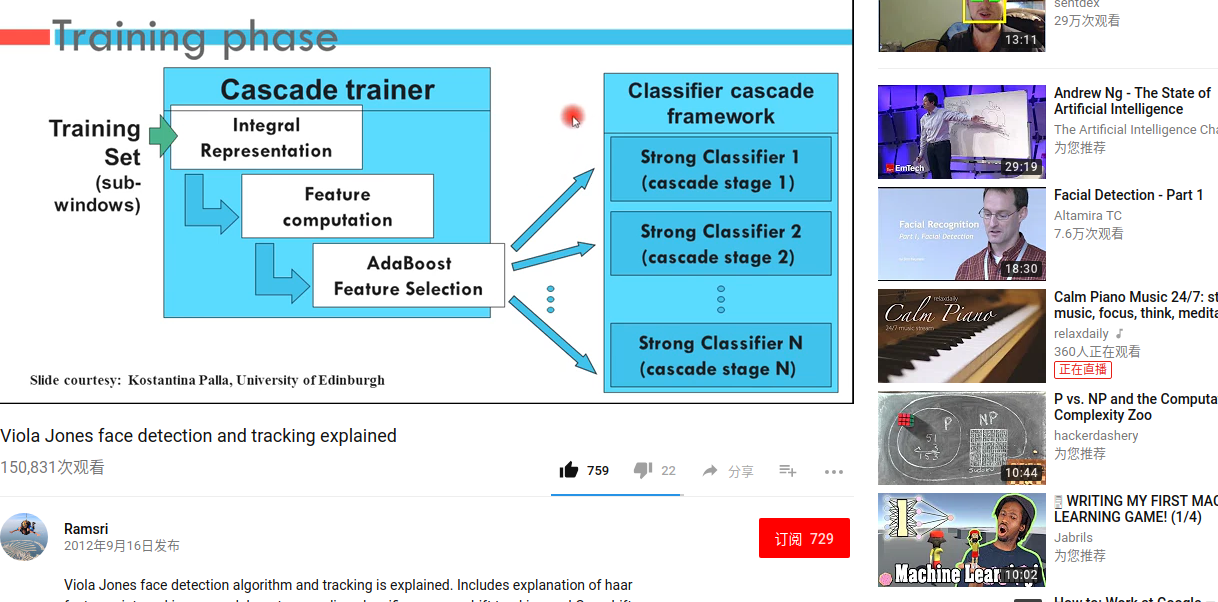 Training phase
Cascade trainer
Training
Set
(sub-
windows)
Integral
Representation
Feature
computation
AdaBoost
Feature Selection
Classifier cascade
framework
Strong Classifier 1
(cascade stage 1)
Strong Classifier 2
(cascade stage 2)
Strong Classifier N
(cascade stage N)
Slide courtesy: Kostantina Palla, University of Edinburgh
Viola Jones face detection and tracking explained
150,831次观看
759
22
分享
Ramsri
2012年9月16日发布
订阅 729
Viola Jones face detection algorithm and tracking is explained. Includes explanation of haar
sentdex
29万次观看
13:11
Andrew Ng - The State of
Artificial Intelligence
The Artificial Intelligence Cha
为您推荐
EmTech
29:19
Facial Detection - Part 1
Altamira TC
7.6万次观看
Facial Recognition
Part 1, Facial Detection
18:30
Calm Piano Music 24/7: st
music, focus, think, medita
relaxdaily
360人正在观看
正在直播
relaxdaily
Calm Piano
24/7 music stream
P vs. NP and the Computa
Complexity Zoo
hackerdashery
为您推荐
P
NP
Sudoku
10:44
WRITING MY FIRST MAC
LEARNING GAME! (1/4)
Jabrils
为您推荐
Machine Learning!
10:02
How to: Work at Google